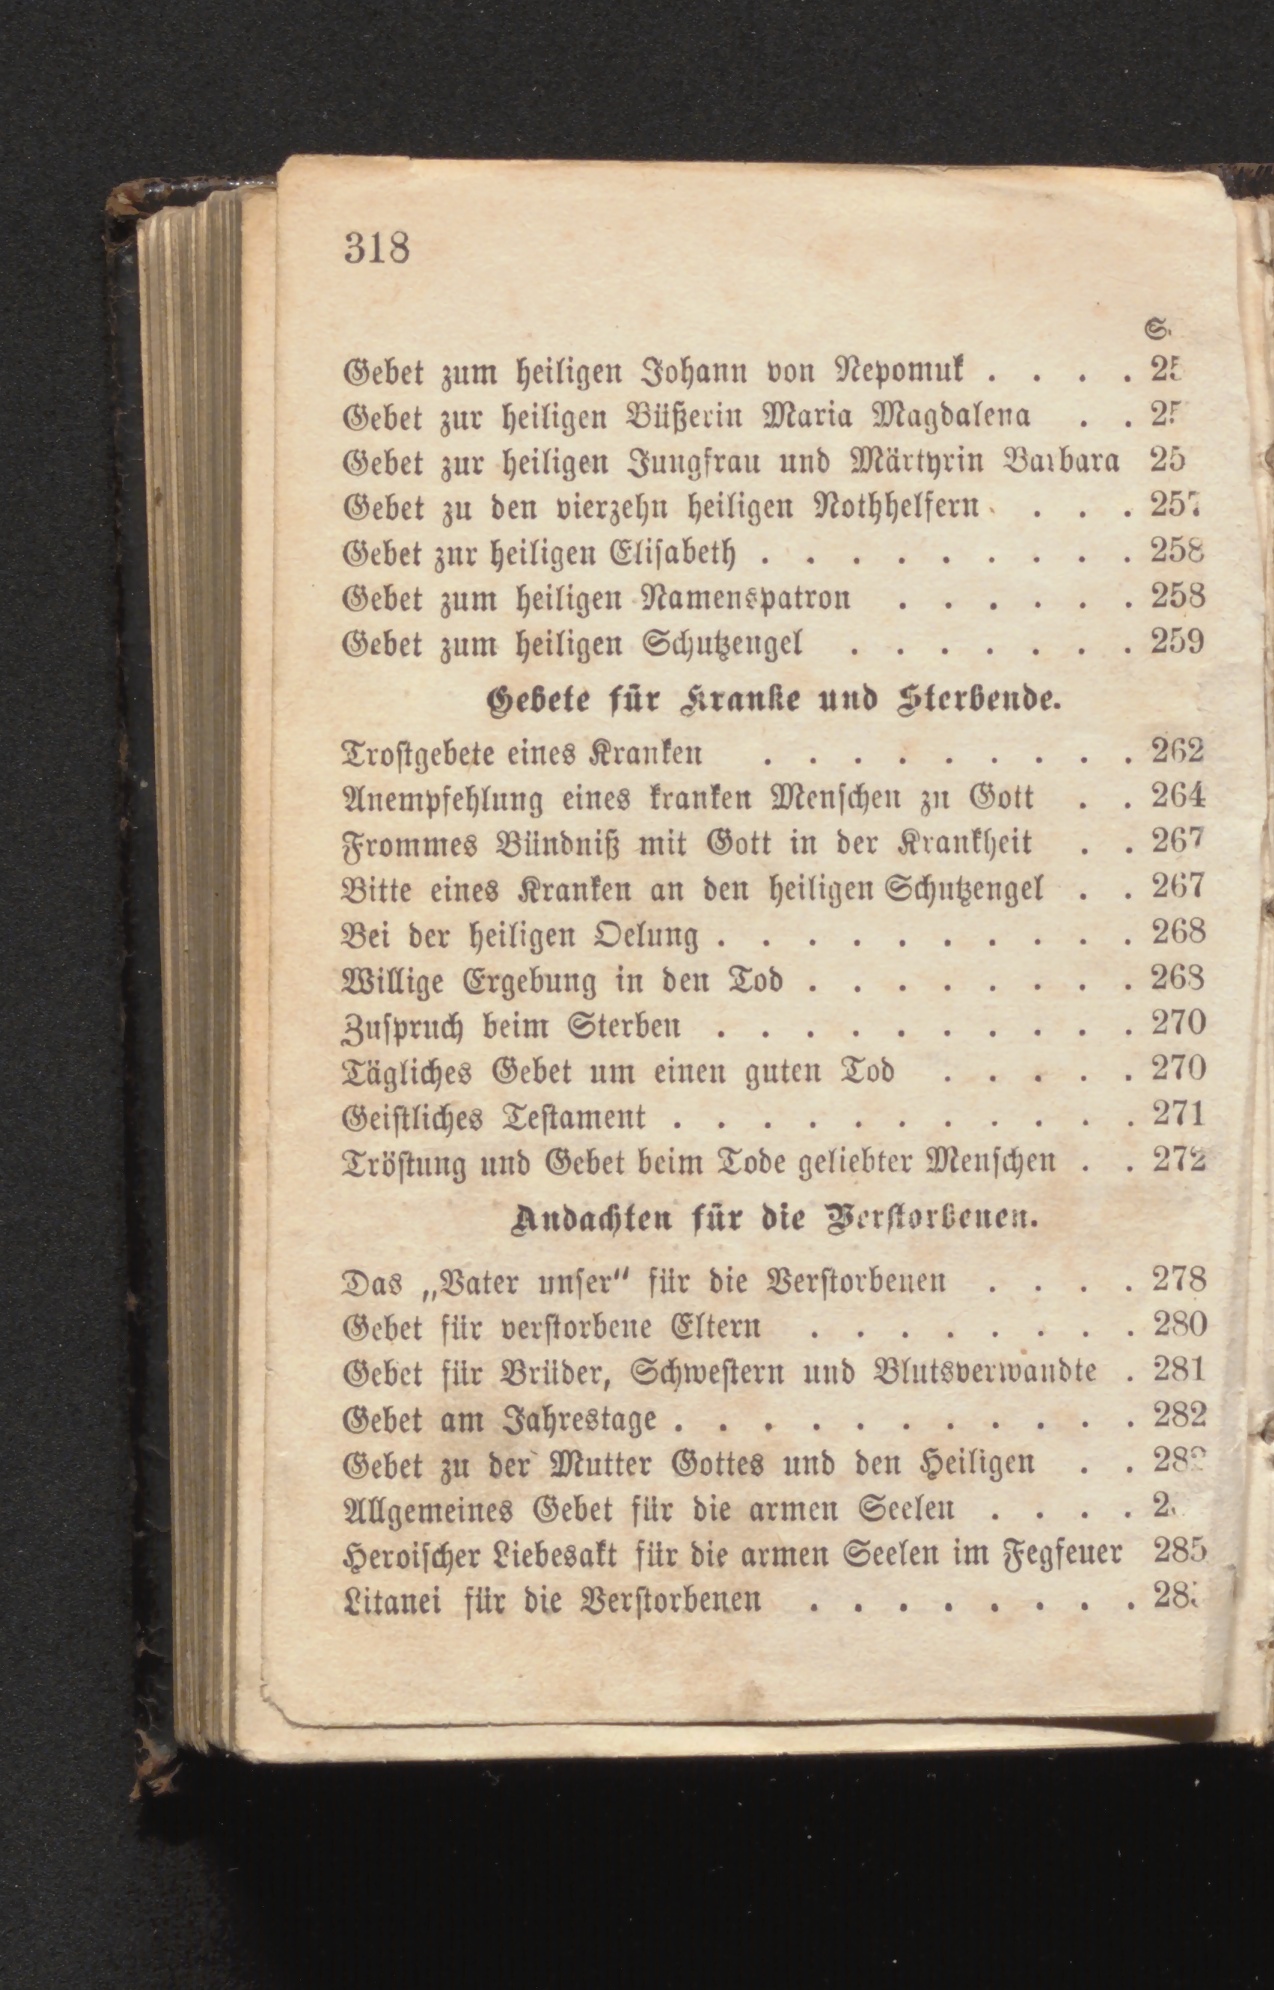 318
S.
Gebet zum heiligen Johann von Nepomuk . . . .
Gebet zur heiligen Büßerin Maria Magdalena . .
Gebet zur heiligen Jungfrau und Märtyrin Barbara
Gebet zu den vierzehn heiligen Nothhelfern . . . 257
Gebet zur heiligen Elisabeth . . . . . . . . . 258
Gebet zum heiligen Namenspatron . . . . . . 258
Gebet zum heiligen Schutzengel . . . . . . . 259
Gebete für Kranke und Sterbende.
Trostgebete eines Kranken . . . . . . . . . 262
Anempfehlung eines kranken Menschen zu Gott . . 264
Frommes Bündniß mit Gott in der Krankheit . . 267
Bitte eines Kranken an den heiligen Schutzengel . . 267
Bei der heiligen Oelung . . . . . . . . . . 268
Willige Ergebung in den Tod . . . . . . . . 268
Zuspruch beim Sterben . . . . . . . . . . 270
Tägliches Gebet um einen guten Tod . . . . . 270
Geistliches Testament . . . . . . . . . . . 271
Tröstung und Gebet beim Tode geliebter Menschen . . 272
Andachten für die Verstorbenen.
Das „Vater unser“ für die Verstorbenen . . . . 278
Gebet für verstorbene Eltern . . . . . . . . 280
Gebet für Brüder, Schwestern und Blutsverwandte . 281
Gebet am Jahrestage . . . . . . . . . . . 282
Gebet zu der Mutter Gottes und den Heiligen . .
Allgemeines Gebet für die armen Seelen . . . .
Heroischer Liebesakt für die armen Seelen im Fegfeuer 285
Litanei für die Verstorbenen . . . . . . . .